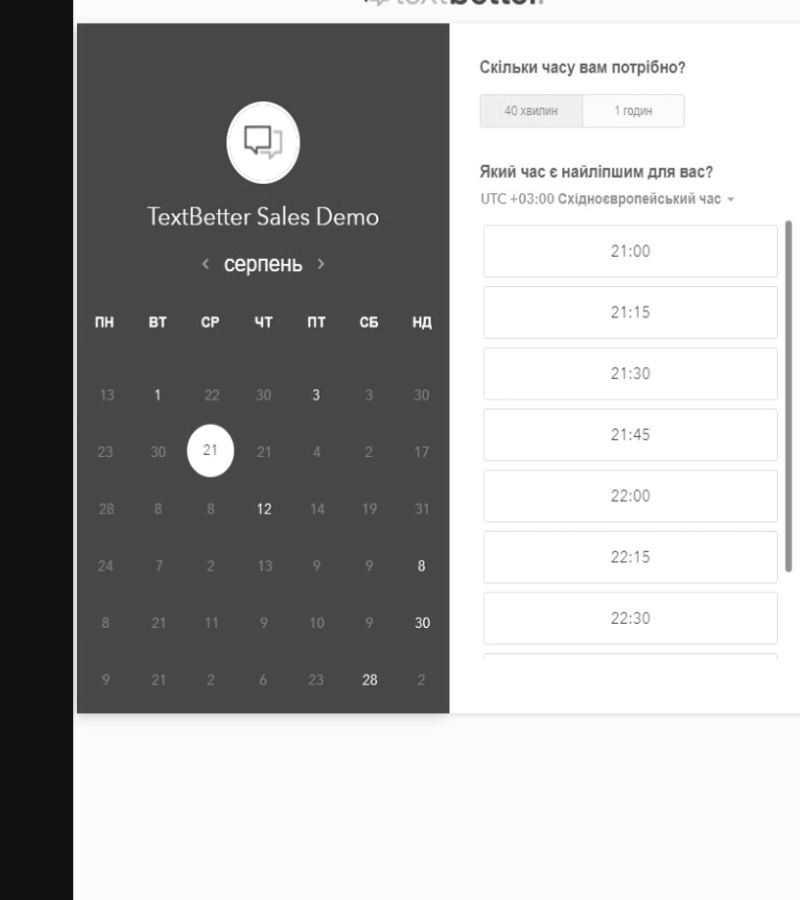 textbetter.
TextBetter Sales Demo
серпень
ПН ВТ СР ЧТ ПТ СБ НД
13 1 22 30 3 3 30
23 30 21 21 4 2 17
28 8 8 12 14 19 31
24 7 2 13 9 9 8
8 21 11 9 10 9 30
9 21 2 6 23 28 2
Скільки часу вам потрібно?
40 хвилин 1 годин
Який час є найліпшим для вас?
UTC +03:00 Східноєвропейський час
21:00
21:15
21:30
21:45
22:00
22:15
22:30